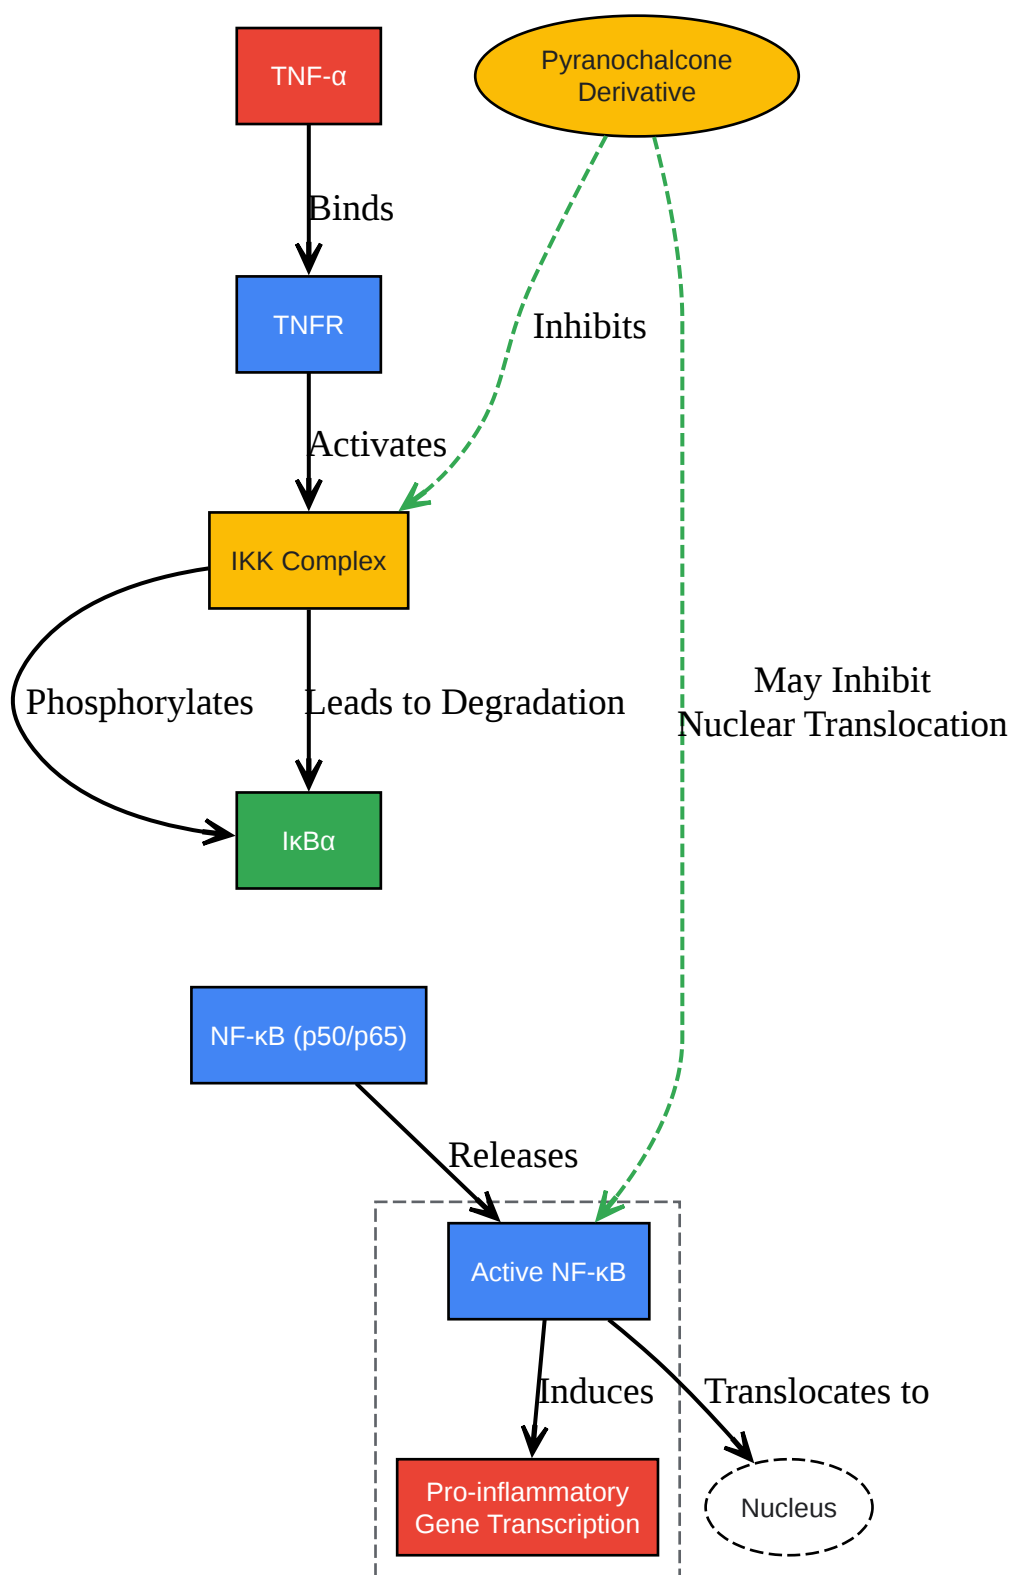 TNF-α
Pyranochalcone
Derivative
Binds
TNFR
Inhibits
Activates
IKK Complex
Phosphorylates
Leads to Degradation
May Inhibit
Nuclear Translocation
IκBα
NF-κB (p50/p65)
Releases
Active NF-κB
Induces
Translocates to
Pro-inflammatory
Gene Transcription
Nucleus